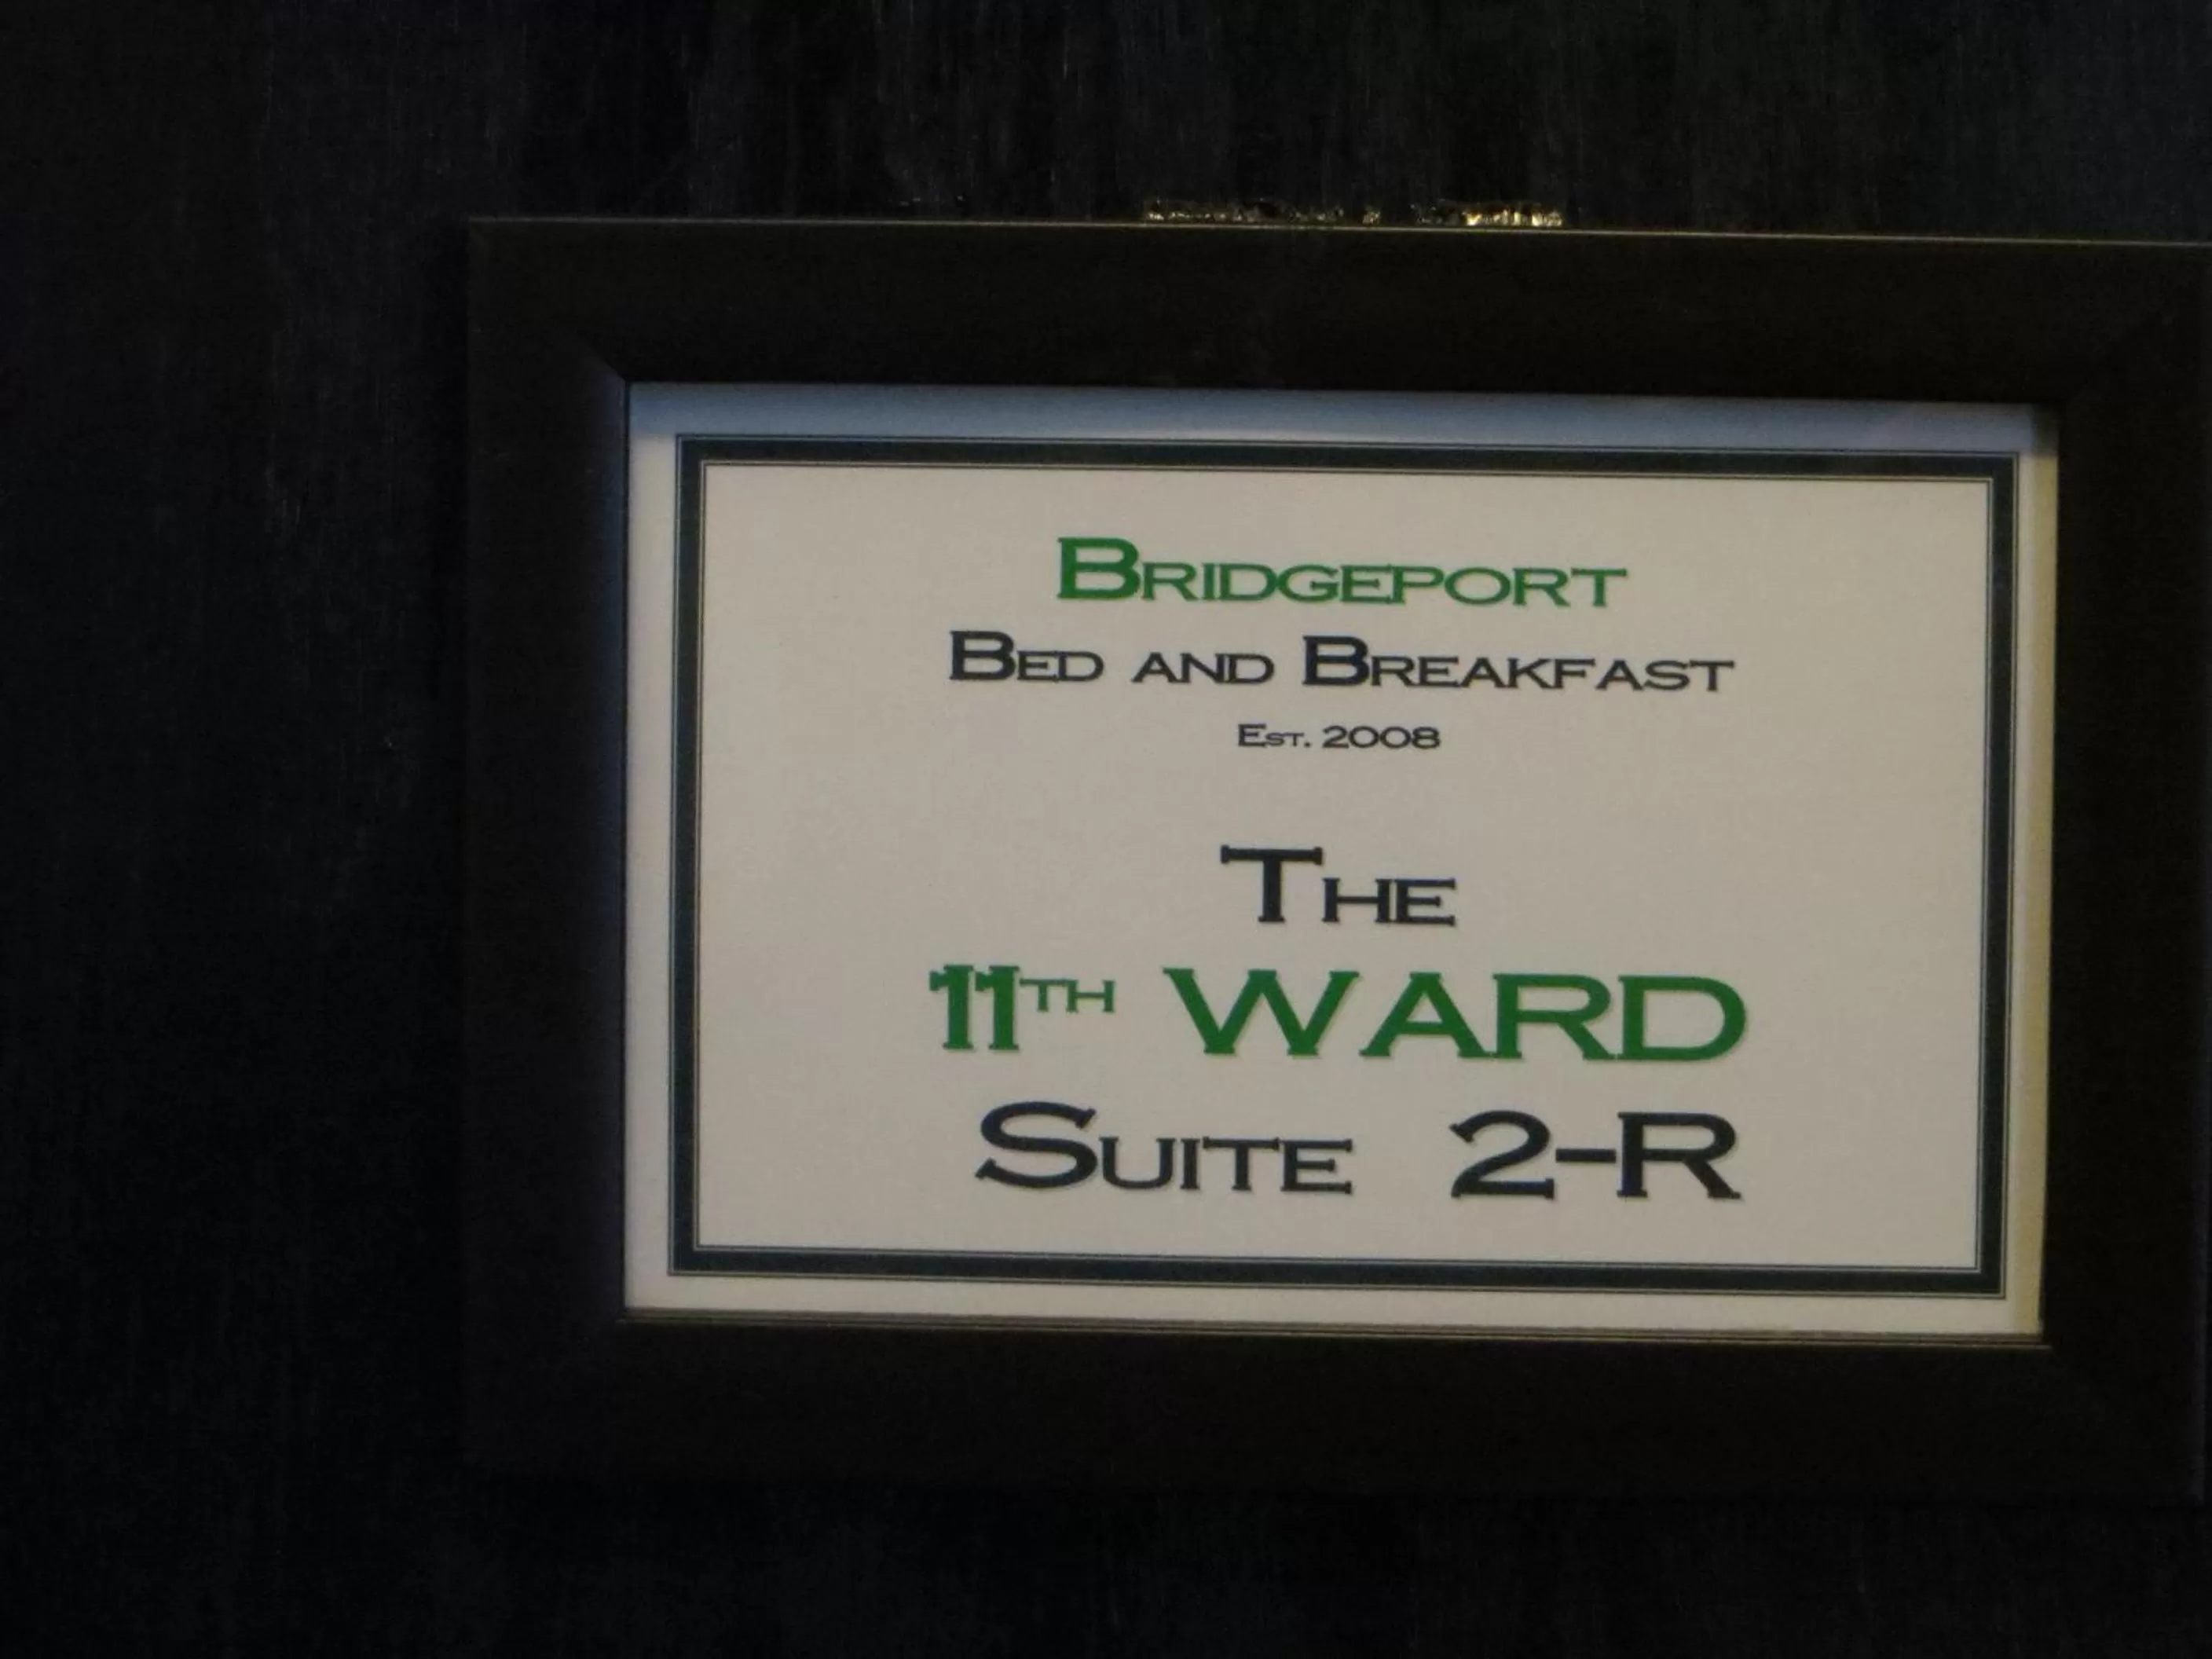 Bridgeport
Bed and Breakfast
Est. 2008
The
11TH WARD
Suite 2-R